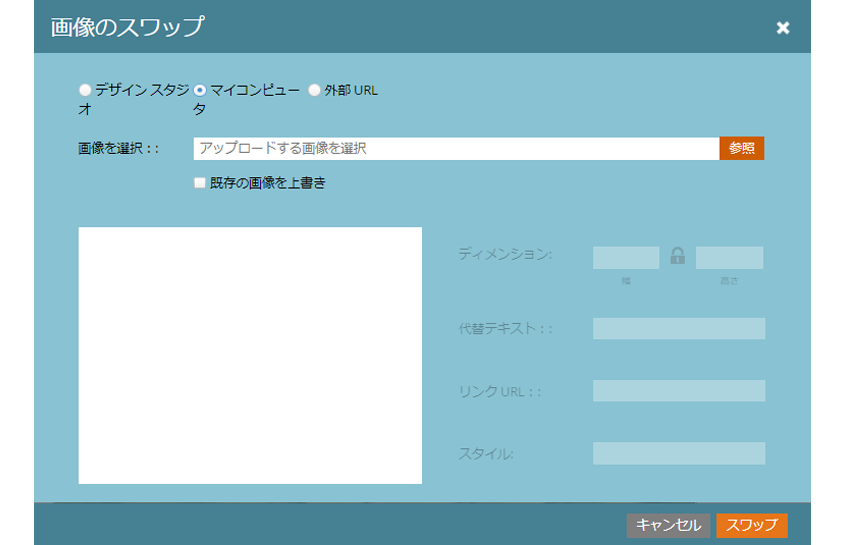 画像のスワップ
デザイン スタジオ
マイコンピュータ
外部 URL
画像を選択 : :
アップロードする画像を選択
参照
既存の画像を上書き
ディメンション:
幅
高さ
代替テキスト : :
リンク URL : :
スタイル:
キャンセル
スワップ